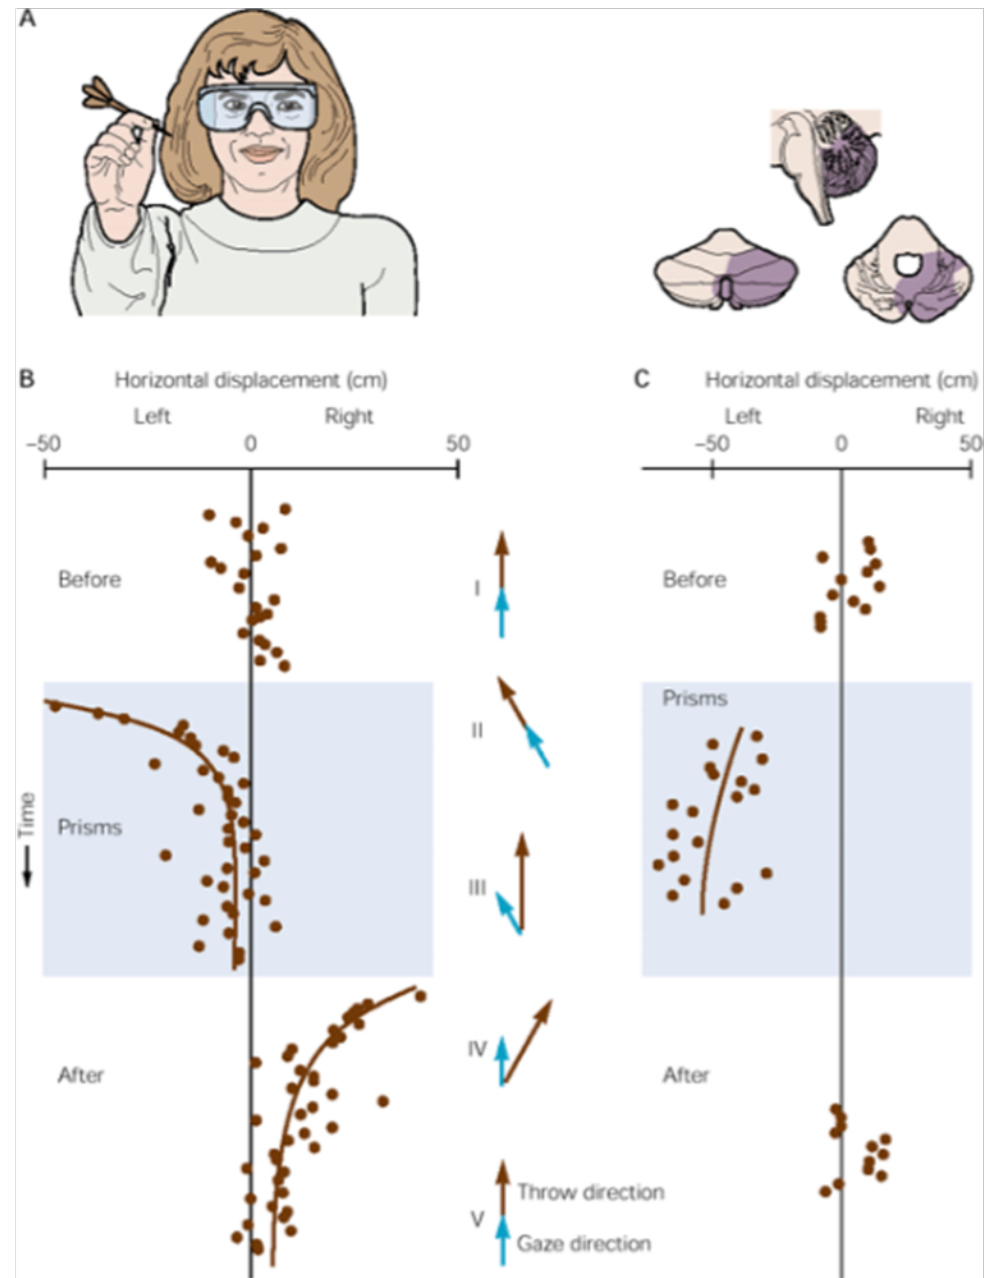 A
B
Horizontal displacement (cm)
Left
Right
–50
0
50
Before
Prisms
After
Time
I
II
III
IV
V
Throw direction
Gaze direction
C
Horizontal displacement (cm)
Left
Right
–50
0
50
Before
Prisms
After